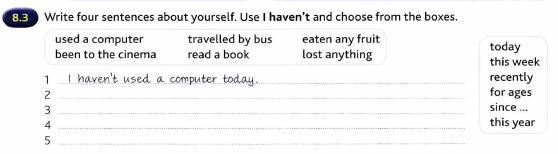 8.3 Write four sentences about yourself. Use I haven't and choose from the boxes.
used a computer travelled by bus eaten any fruit
been to the cinema read a book lost anything
today
this week
recently
for ages
since ...
this year
1 I haven't used a computer today.
2
3
4
5